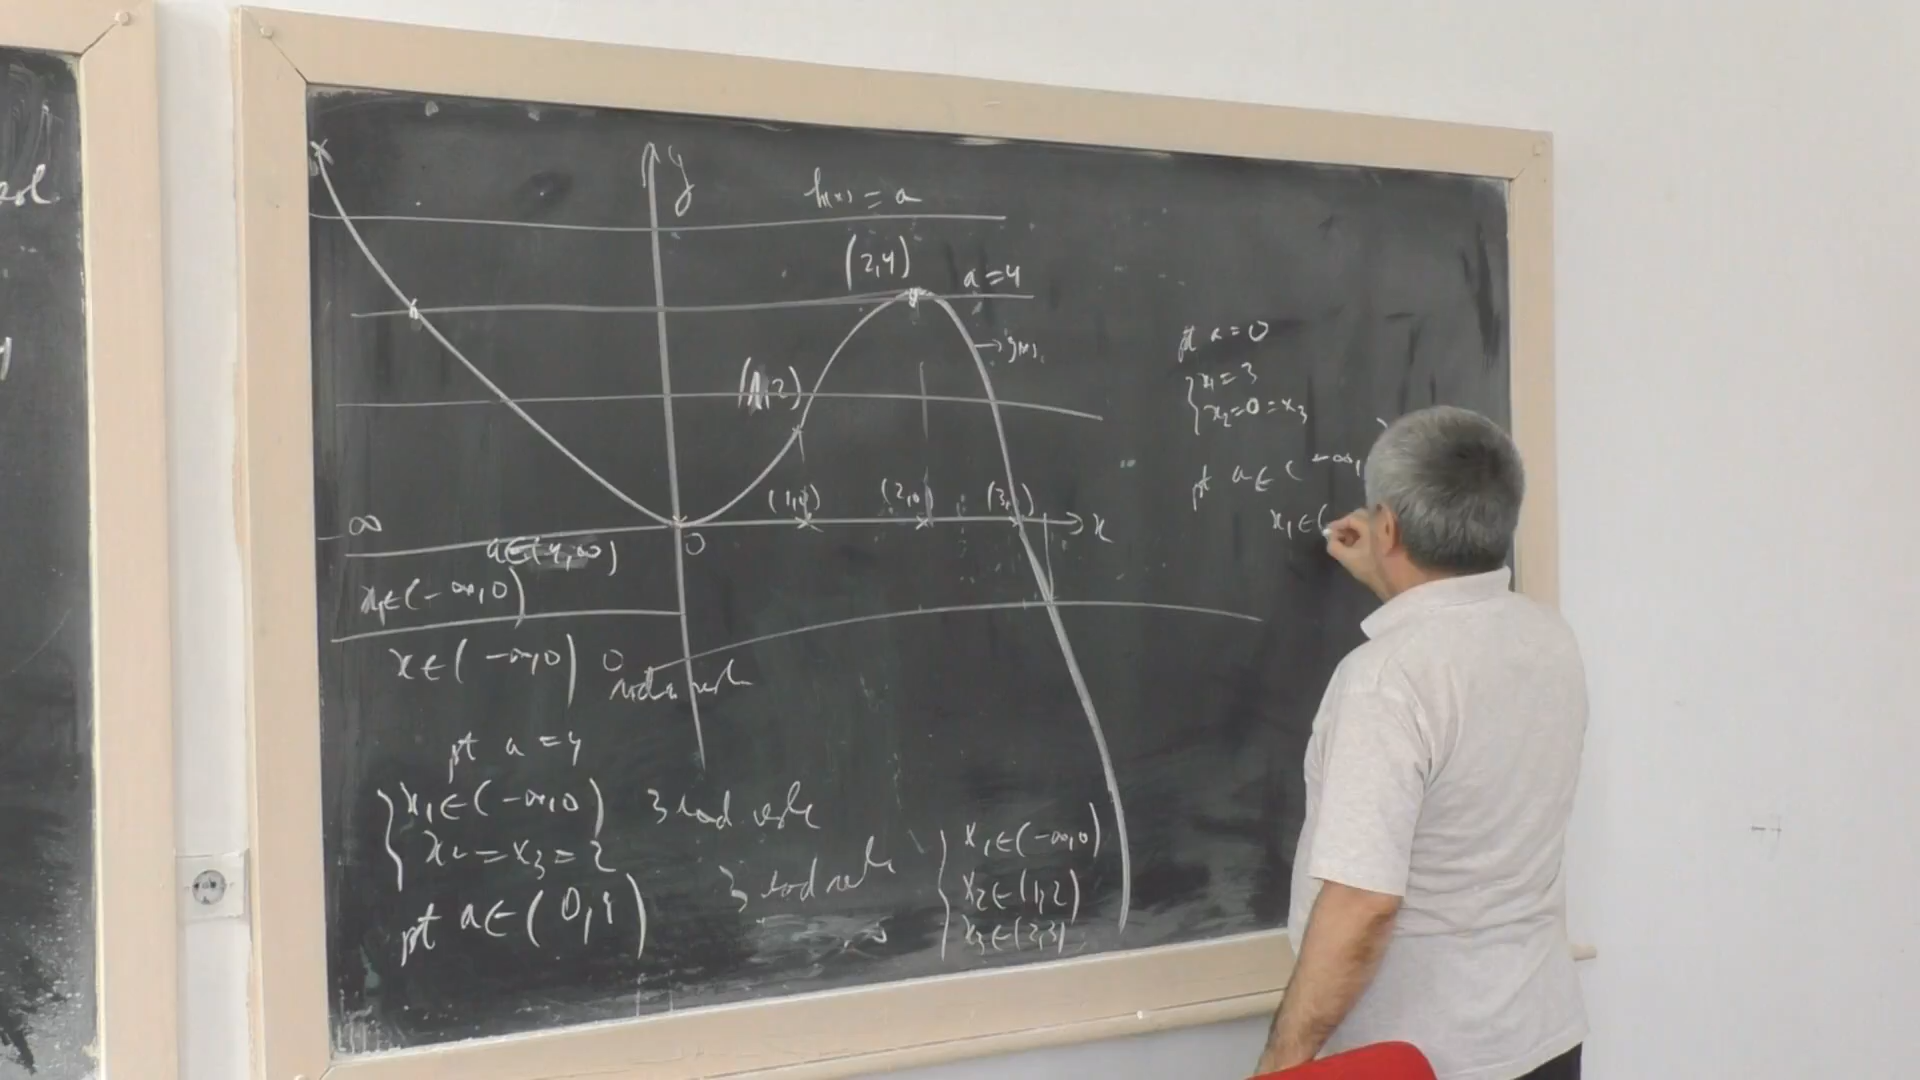 y
h(x) = a
(2,4)
a = 4
→ g(x)
(1,2)
(1,0) (2,0) (3,0) x
∞
0
a ∈ (4,∞)
x₁ ∈ (-∞,0)
x ∈ (-∞,0)
pt a = 4
x₁ ∈ (-∞,0) 3 rad reale
x₂ = x₃ = 2
pt a ∈ (0,4) 3 rad reale
x₁ ∈ (-∞,0)
x₂ ∈ (1,2)
x₃ ∈ (2,3)
pt a = 0
x₁ = 3
x₂ = 0 = x₃
pt a ∈ (-∞,
x₁ ∈ (